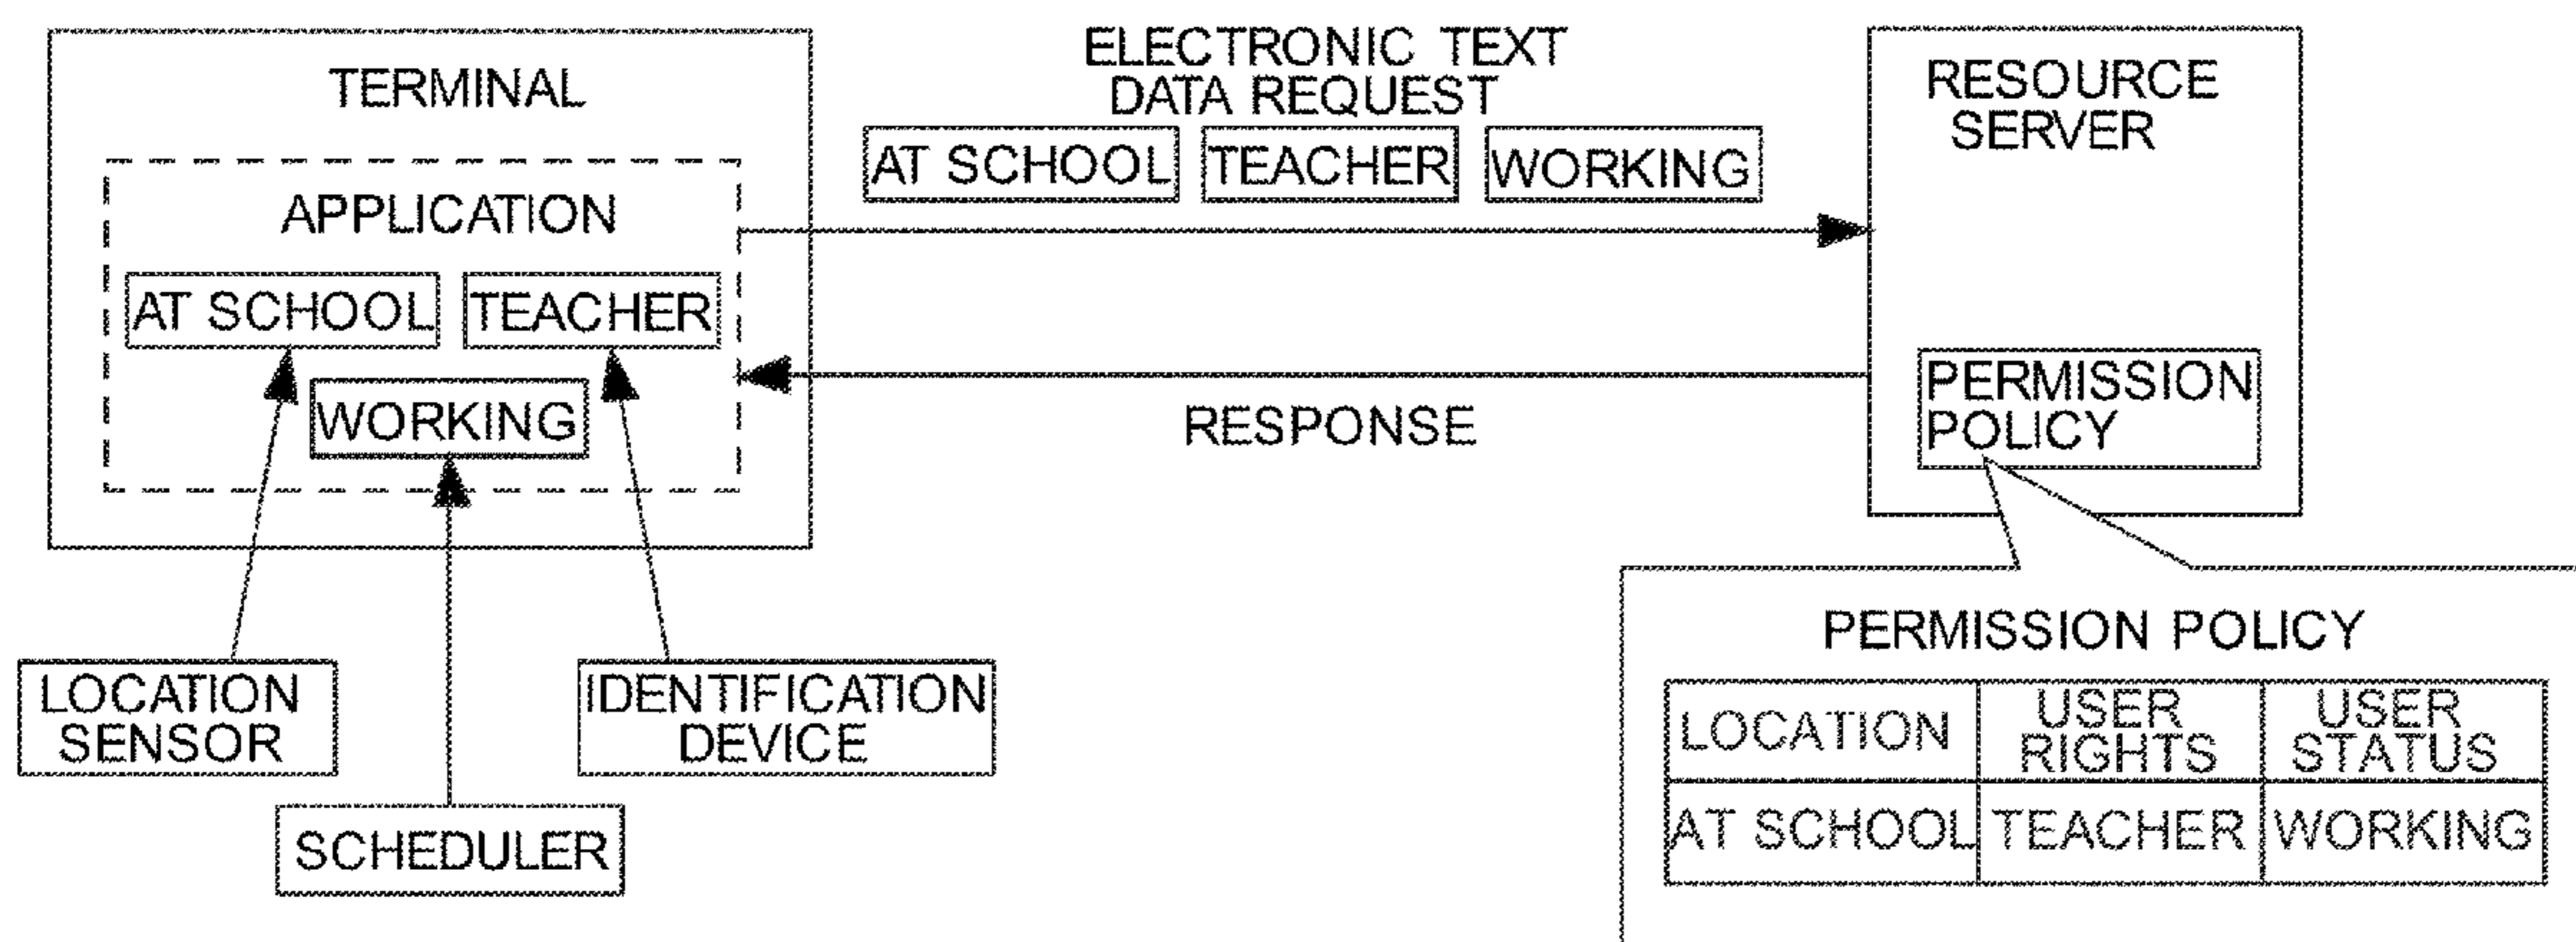 TERMINAL
APPLICATION
AT SCHOOL
TEACHER
WORKING
LOCATION
SENSOR
SCHEDULER
IDENTIFICATION
DEVICE
ELECTRONIC TEXT
DATA REQUEST
AT SCHOOL
TEACHER
WORKING
RESPONSE
RESOURCE
SERVER
PERMISSION
POLICY
PERMISSION POLICY
LOCATION
USER
RIGHTS
USER
STATUS
AT SCHOOL
TEACHER
WORKING